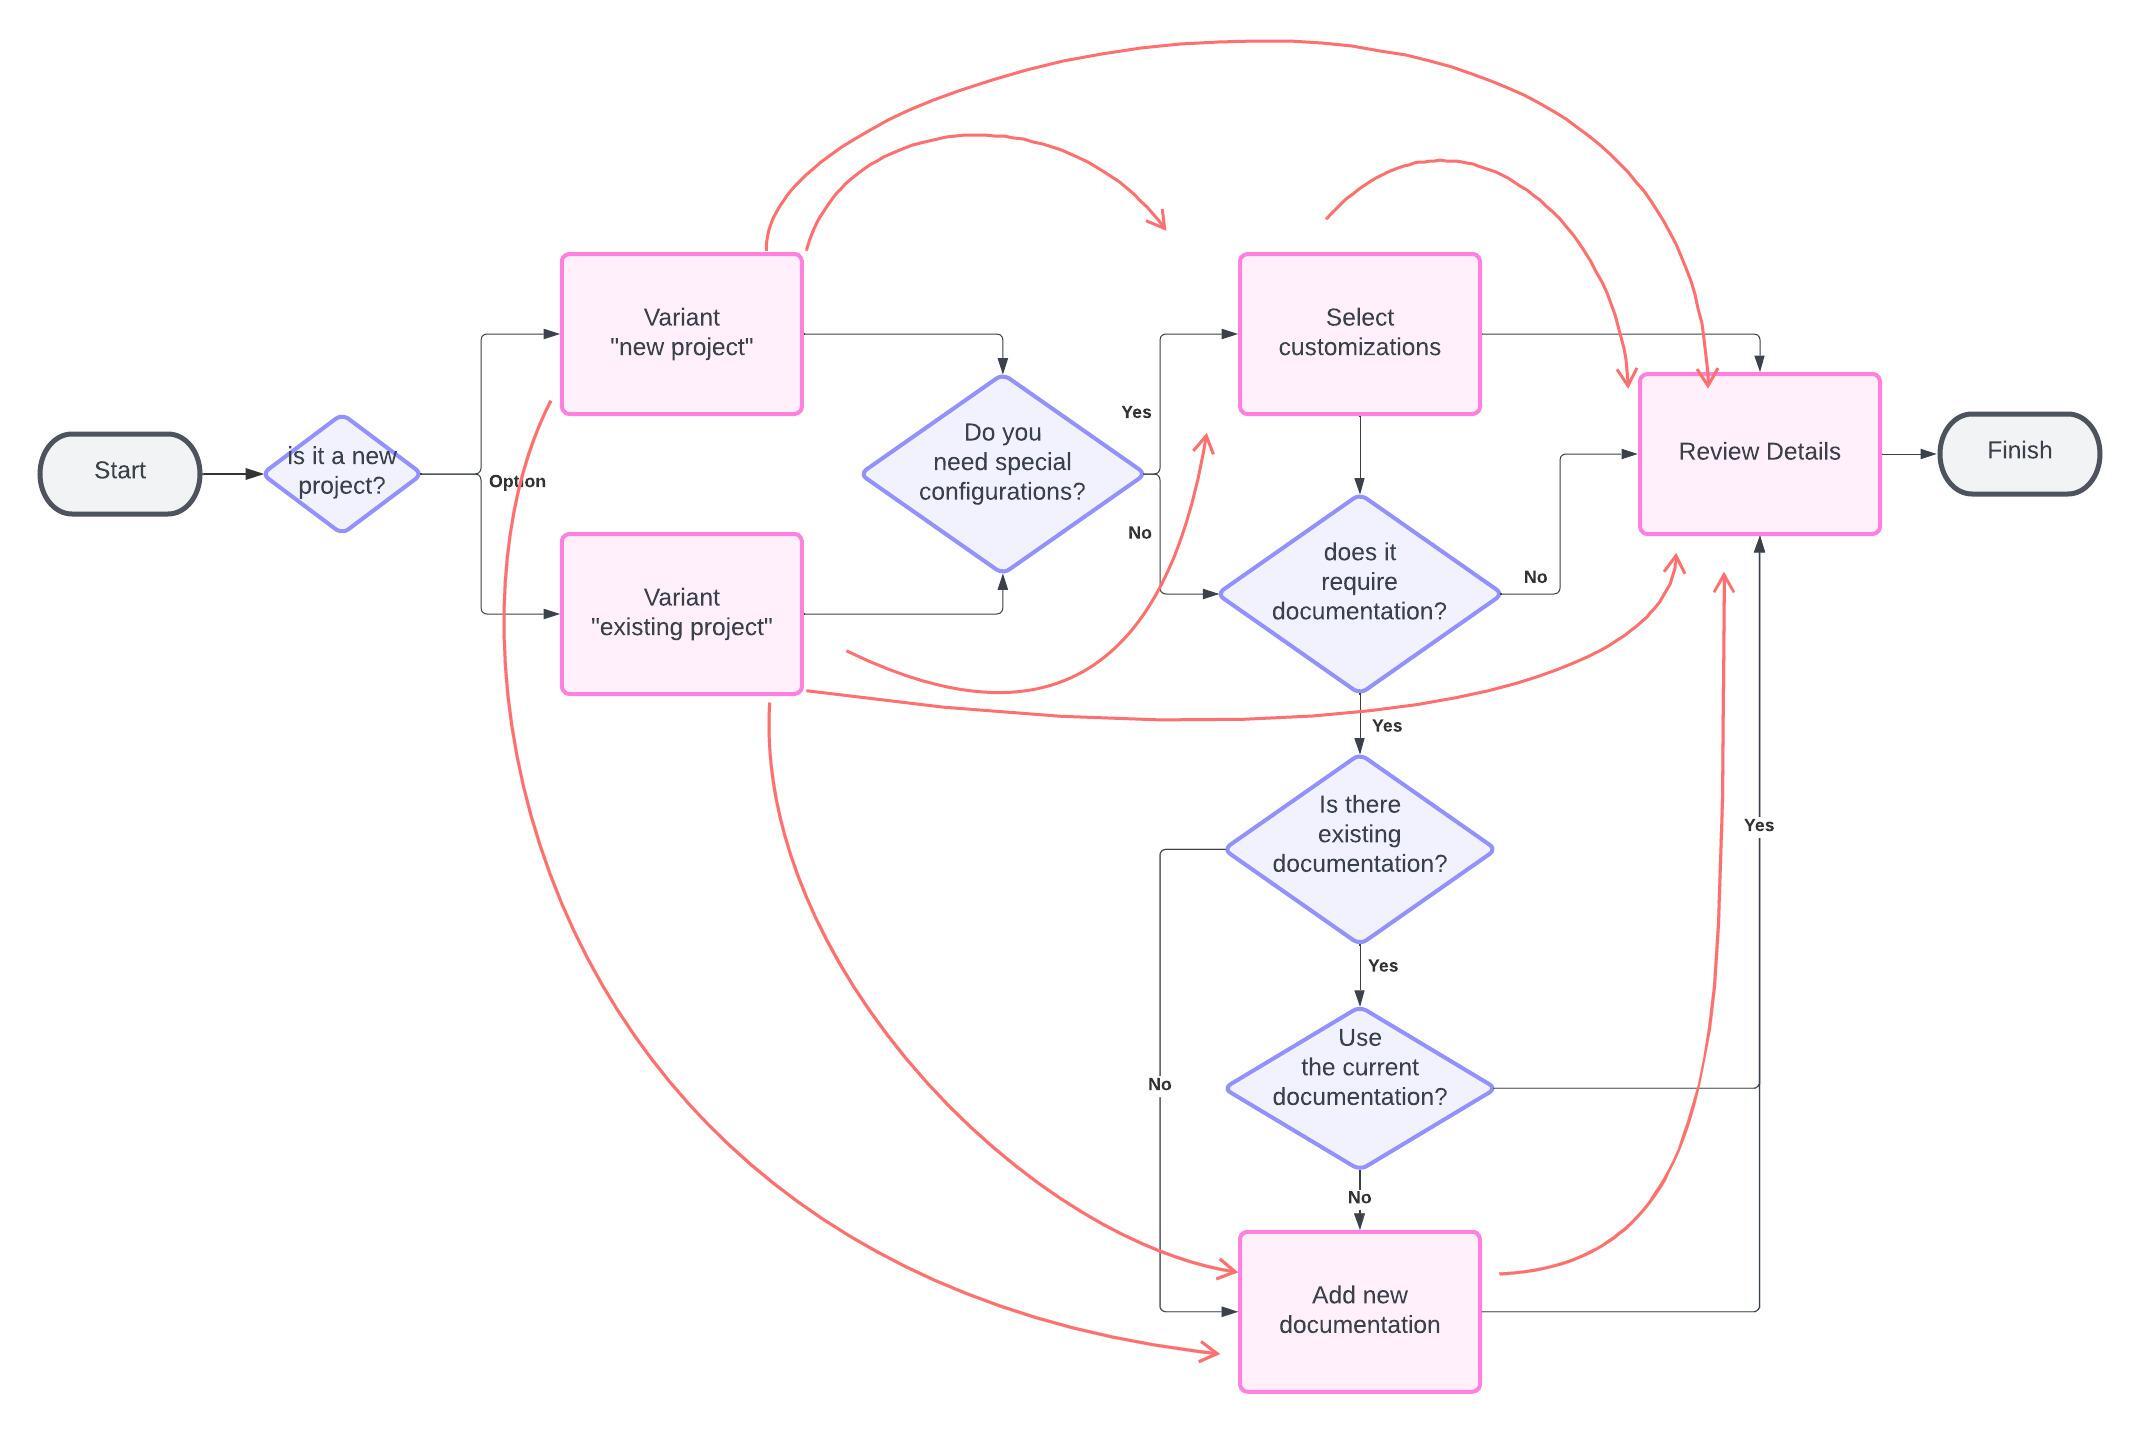 Start
is it a new
project?
Option
Variant
"new project"
Variant
"existing project"
Do you
need special
configurations?
Yes
No
Select
customizations
does it
require
documentation?
No
Review Details
Finish
Yes
Is there
existing
documentation?
Yes
Yes
Use
the current
documentation?
No
No
Add new
documentation